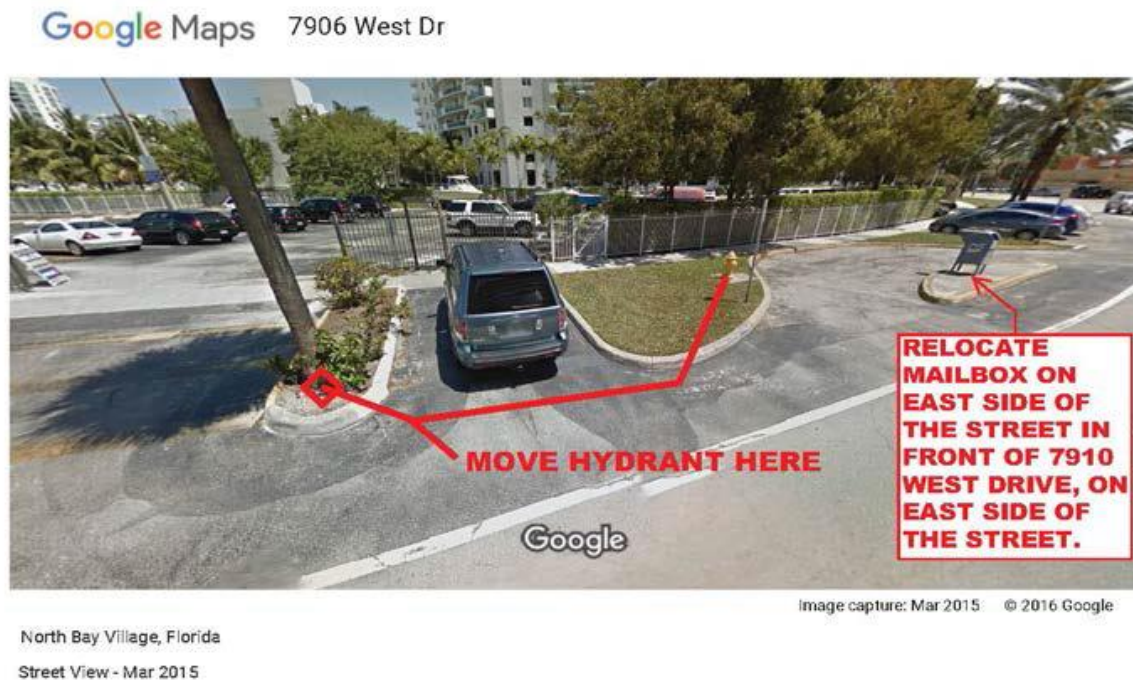 Google Maps 7906 West Dr
RELOCATE
MAILBOX ON
EAST SIDE OF
THE STREET IN
FRONT OF 7910
WEST DRIVE, ON
EAST SIDE OF
THE STREET.
MOVE HYDRANT HERE
Google
Image capture: Mar 2015 © 2016 Google
North Bay Village, Florida
Street View - Mar 2015